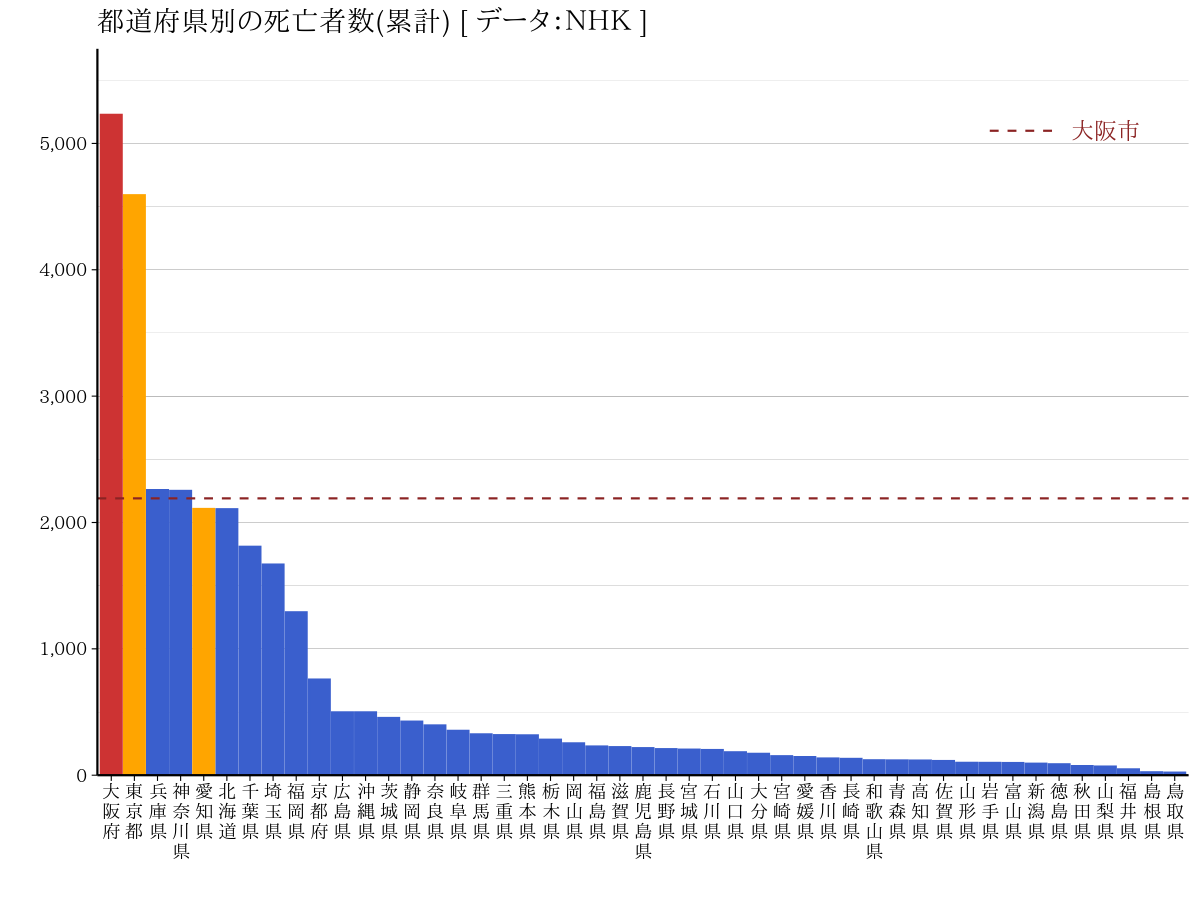 都道府県別の死亡者数(累計) [ データ:NHK ]
大阪市
5,000
4,000
3,000
2,000
1,000
0
大阪府
東京都
兵庫県
神奈川県
愛知県
北海道
千葉県
埼玉県
福岡県
京都府
広島県
沖縄県
茨城県
静岡県
奈良県
岐阜県
群馬県
三重県
熊本県
栃木県
岡山県
福島県
滋賀県
鹿児島県
長野県
宮城県
石川県
山口県
大分県
宮崎県
愛媛県
香川県
長崎県
和歌山県
青森県
高知県
佐賀県
山形県
岩手県
富山県
新潟県
徳島県
秋田県
山梨県
福井県
島根県
鳥取県